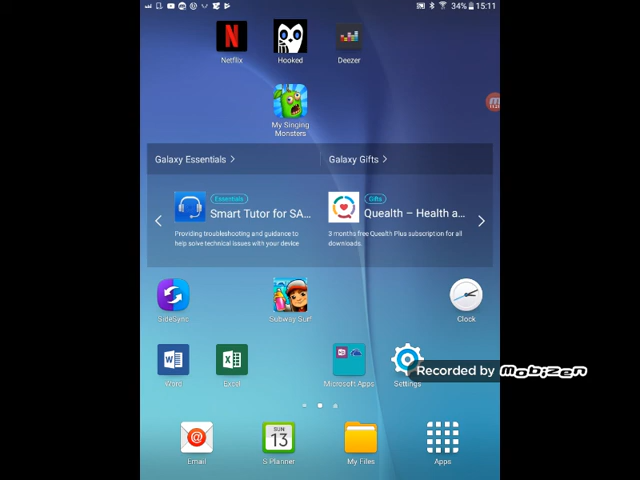 34% 15:11
Netflix
Hooked
Deezer
My Singing
Monsters
Galaxy Essentials >
Galaxy Gifts >
Essentials
Smart Tutor for SA...
Providing troubleshooting and guidance to
help solve technical issues with your device
Gifts
Quealth – Health a...
3 months free Quealth Plus subscription for all
downloads.
SideSync
Subway Surf
Clock
Word
Excel
Microsoft Apps
Settings
Recorded by Mobizen
SUN
13
Email
S Planner
My Files
Apps